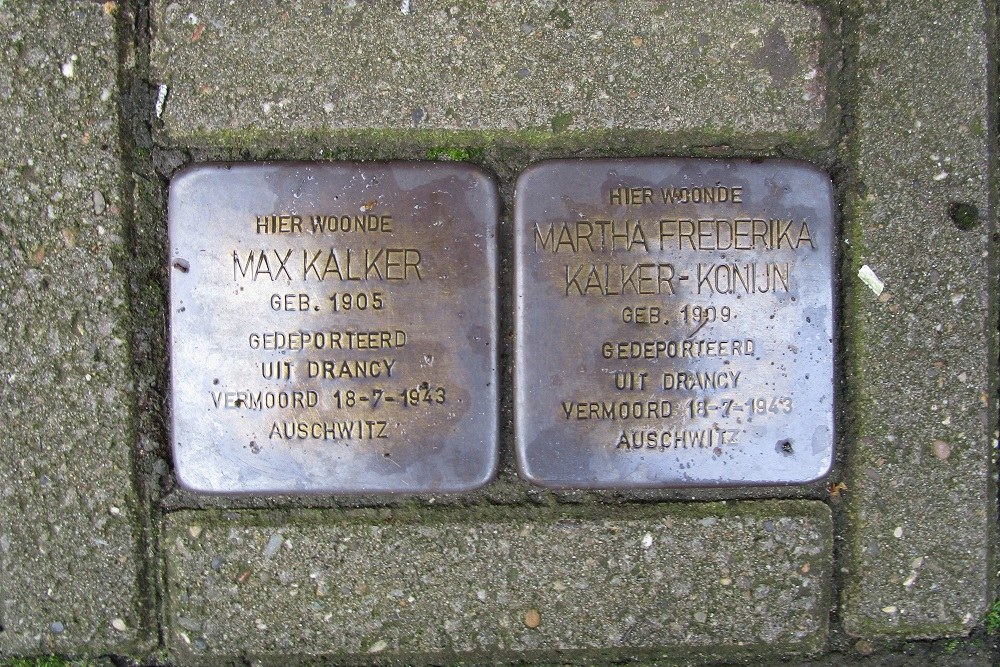 HIER WOONDE
MAX KALKER
GEB. 1905
GEDEPORTEERD
UIT DRANCY
VERMOORD 18-7-1943
AUSCHWITZ
HIER WOONDE
MARTHA FREDERIKA
KALKER-KONIJN
GEB. 1909
GEDEPORTEERD
UIT DRANCY
VERMOORD 18-7-1943
AUSCHWITZ